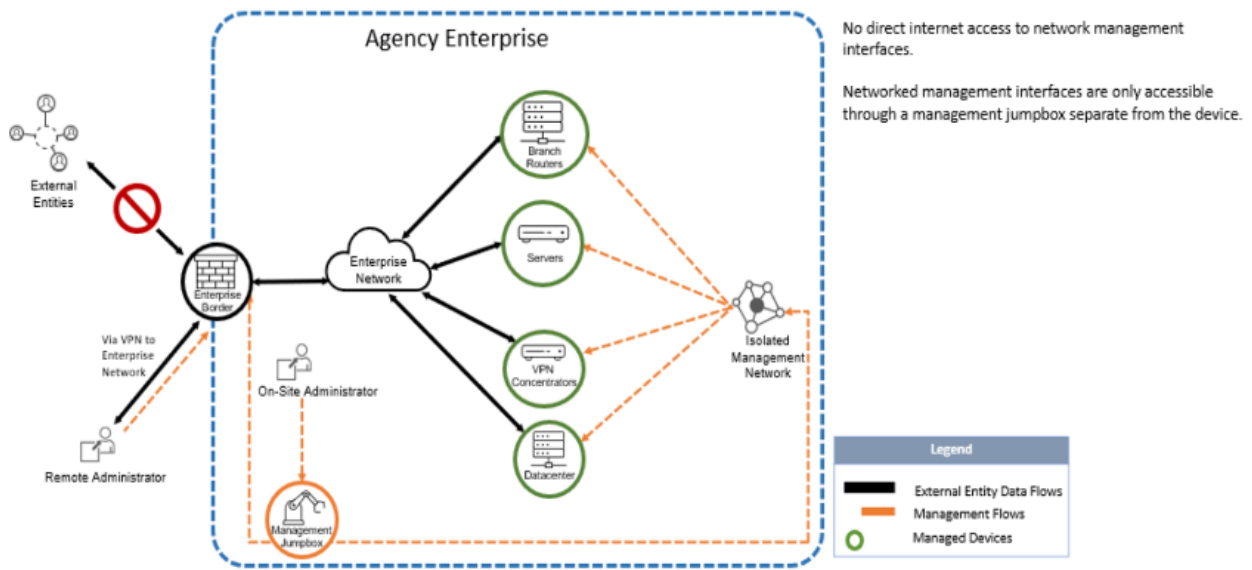 Agency Enterprise
No direct internet access to network management
interfaces.
Networked management interfaces are only accessible
through a management jumpbox separate from the device.
External
Entities
Branch
Routers
Enterprise
Network
Servers
Enterprise
Border
Isolated
Management
Network
Via VPN to
Enterprise
Network
VPN
Concentrators
On-Site Administrator
Remote Administrator
Datacenter
Management
Jumpbox
Legend
External Entity Data Flows
Management Flows
Managed Devices